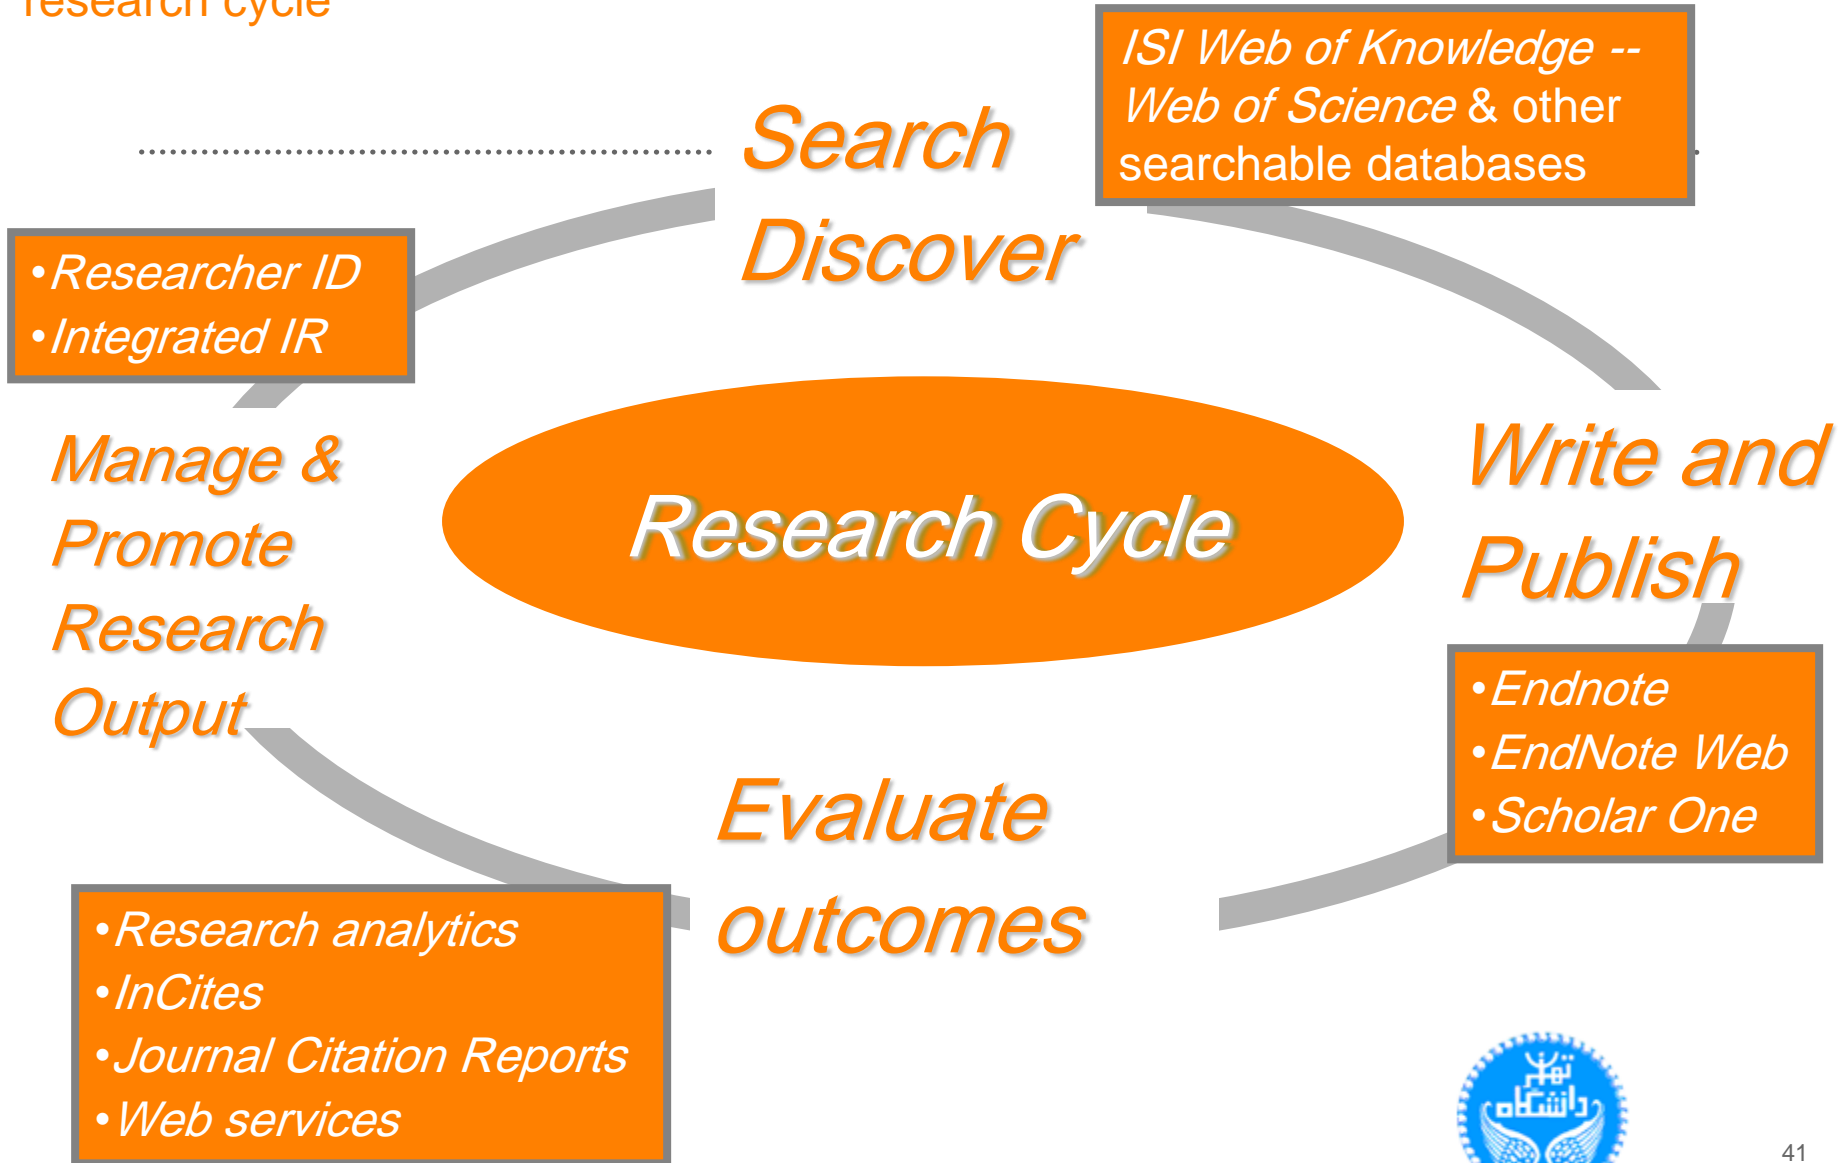 research cycle
ISI Web of Knowledge --
Web of Science & other
searchable databases
Search
Discover
•Researcher ID
•Integrated IR
Manage &
Promote
Research
Output
Research Cycle
Write and
Publish
•Endnote
•EndNote Web
•Scholar One
Evaluate
outcomes
•Research analytics
•InCites
•Journal Citation Reports
•Web services
دانشگاه
تهران
41